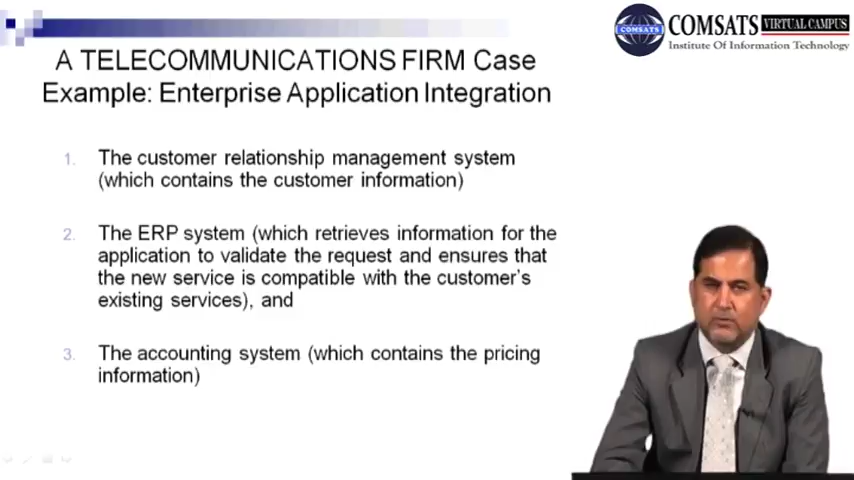 A TELECOMMUNICATIONS FIRM Case
Example: Enterprise Application Integration
1. The customer relationship management system
(which contains the customer information)
2. The ERP system (which retrieves information for the
application to validate the request and ensures that
the new service is compatible with the customer's
existing services), and
3. The accounting system (which contains the pricing
information)
COMSATS
COMSATS VIRTUAL CAMPUS
Institute Of Information Technology